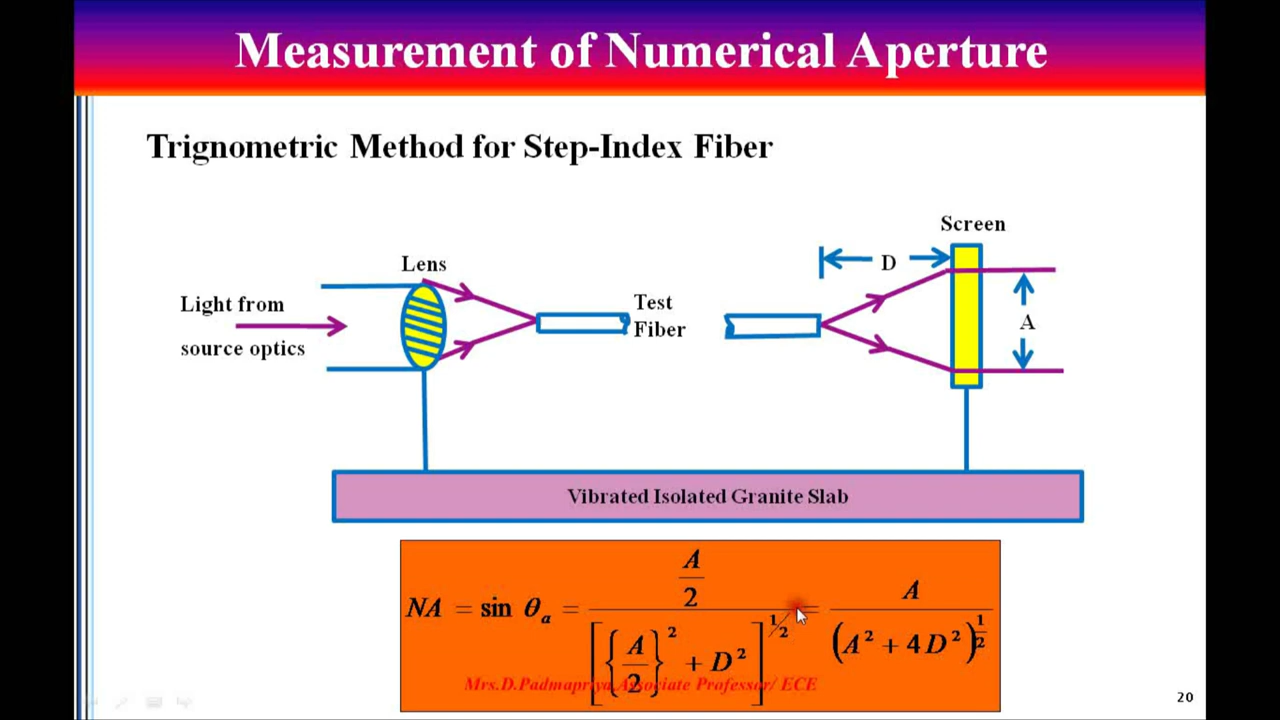 Measurement of Numerical Aperture
Trignometric Method for Step-Index Fiber
Screen
Lens
D
Light from
source optics
Test
Fiber
A
Vibrated Isolated Granite Slab
NA = sin θₐ = (A/2) / [{A/2}² + D²]^½ = A / (A² + 4D²)^½
Mrs.D.Padmapriya,Associate Professor/ ECE
20